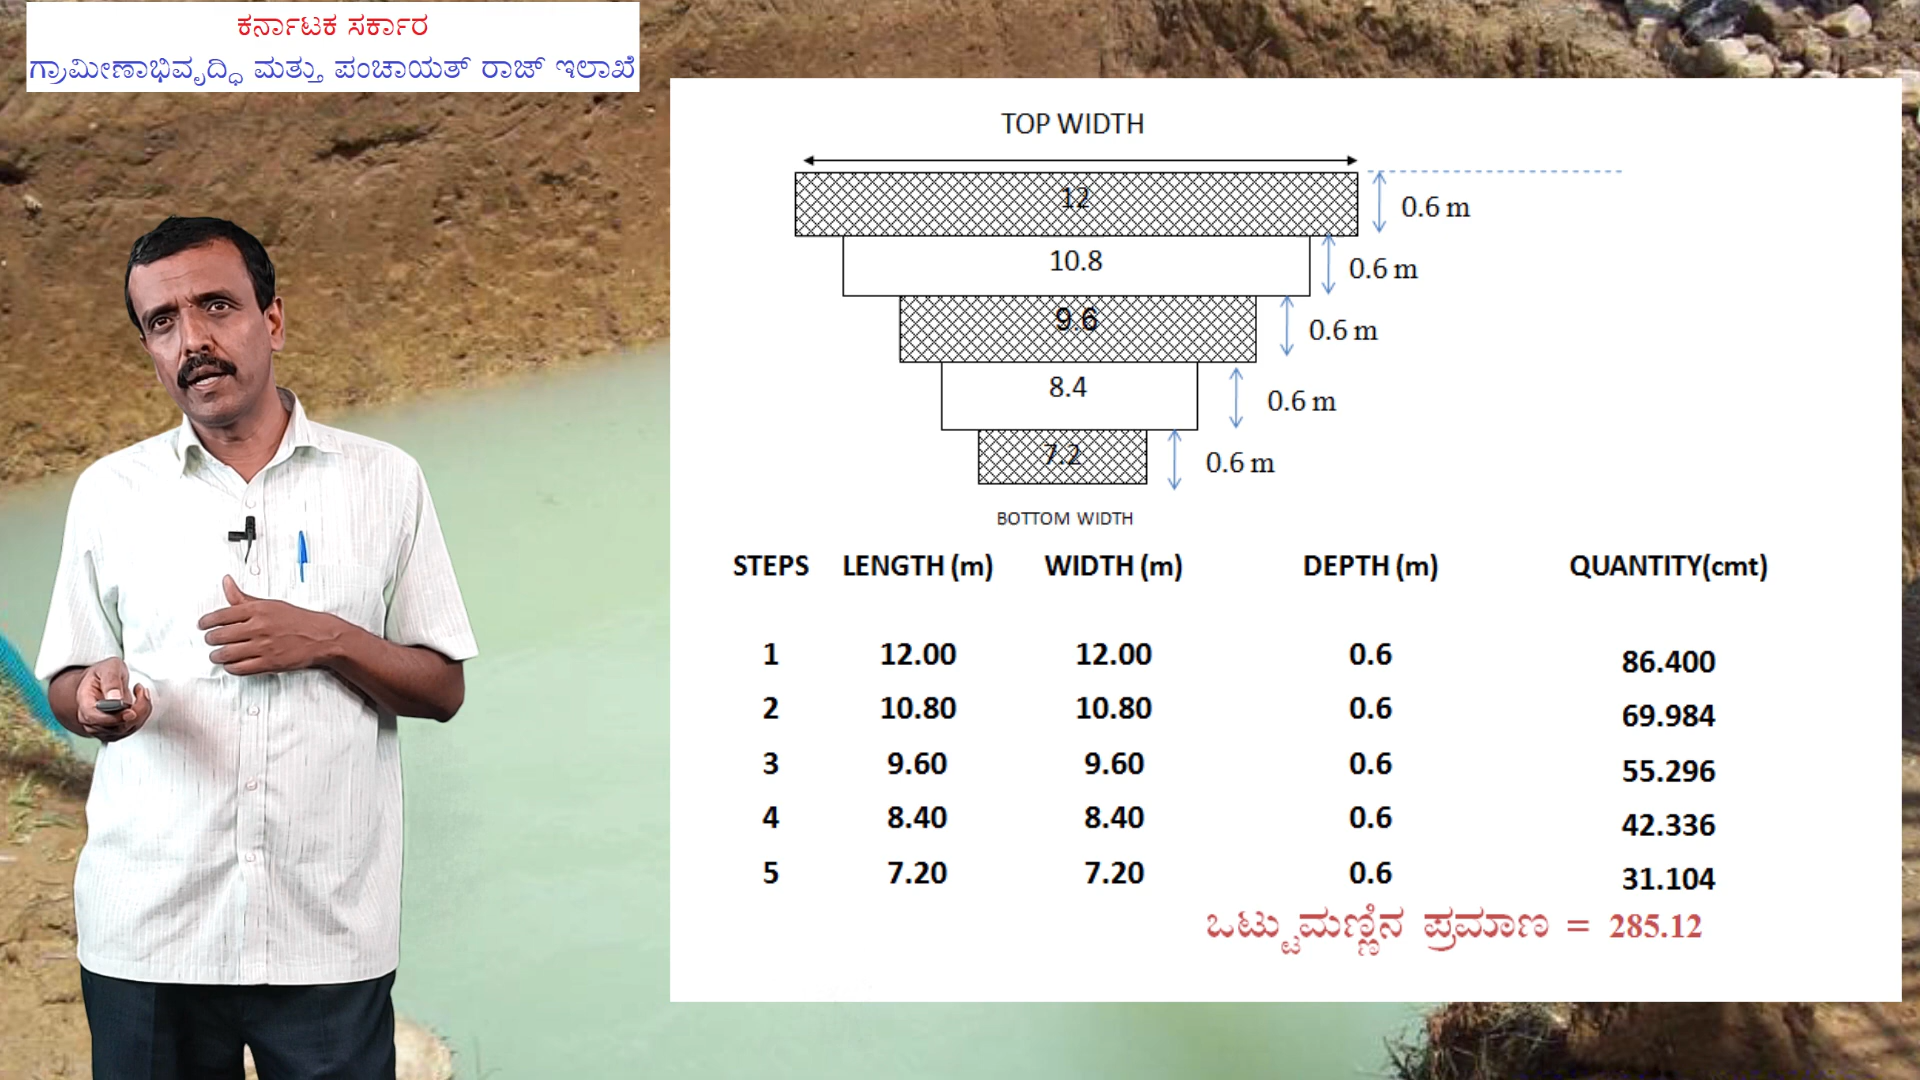 ಕರ್ನಾಟಕ ಸರ್ಕಾರ
ಗ್ರಾಮೀಣಾಭಿವೃದ್ಧಿ ಮತ್ತು ಪಂಚಾಯತ್ ರಾಜ್ ಇಲಾಖೆ
TOP WIDTH
12
0.6 m
10.8
0.6 m
9.6
0.6 m
8.4
0.6 m
7.2
0.6 m
BOTTOM WIDTH
STEPS LENGTH (m) WIDTH (m) DEPTH (m) QUANTITY(cmt)
1 12.00 12.00 0.6 86.400
2 10.80 10.80 0.6 69.984
3 9.60 9.60 0.6 55.296
4 8.40 8.40 0.6 42.336
5 7.20 7.20 0.6 31.104
ಒಟ್ಟು ಮಣ್ಣಿನ ಪ್ರಮಾಣ = 285.12